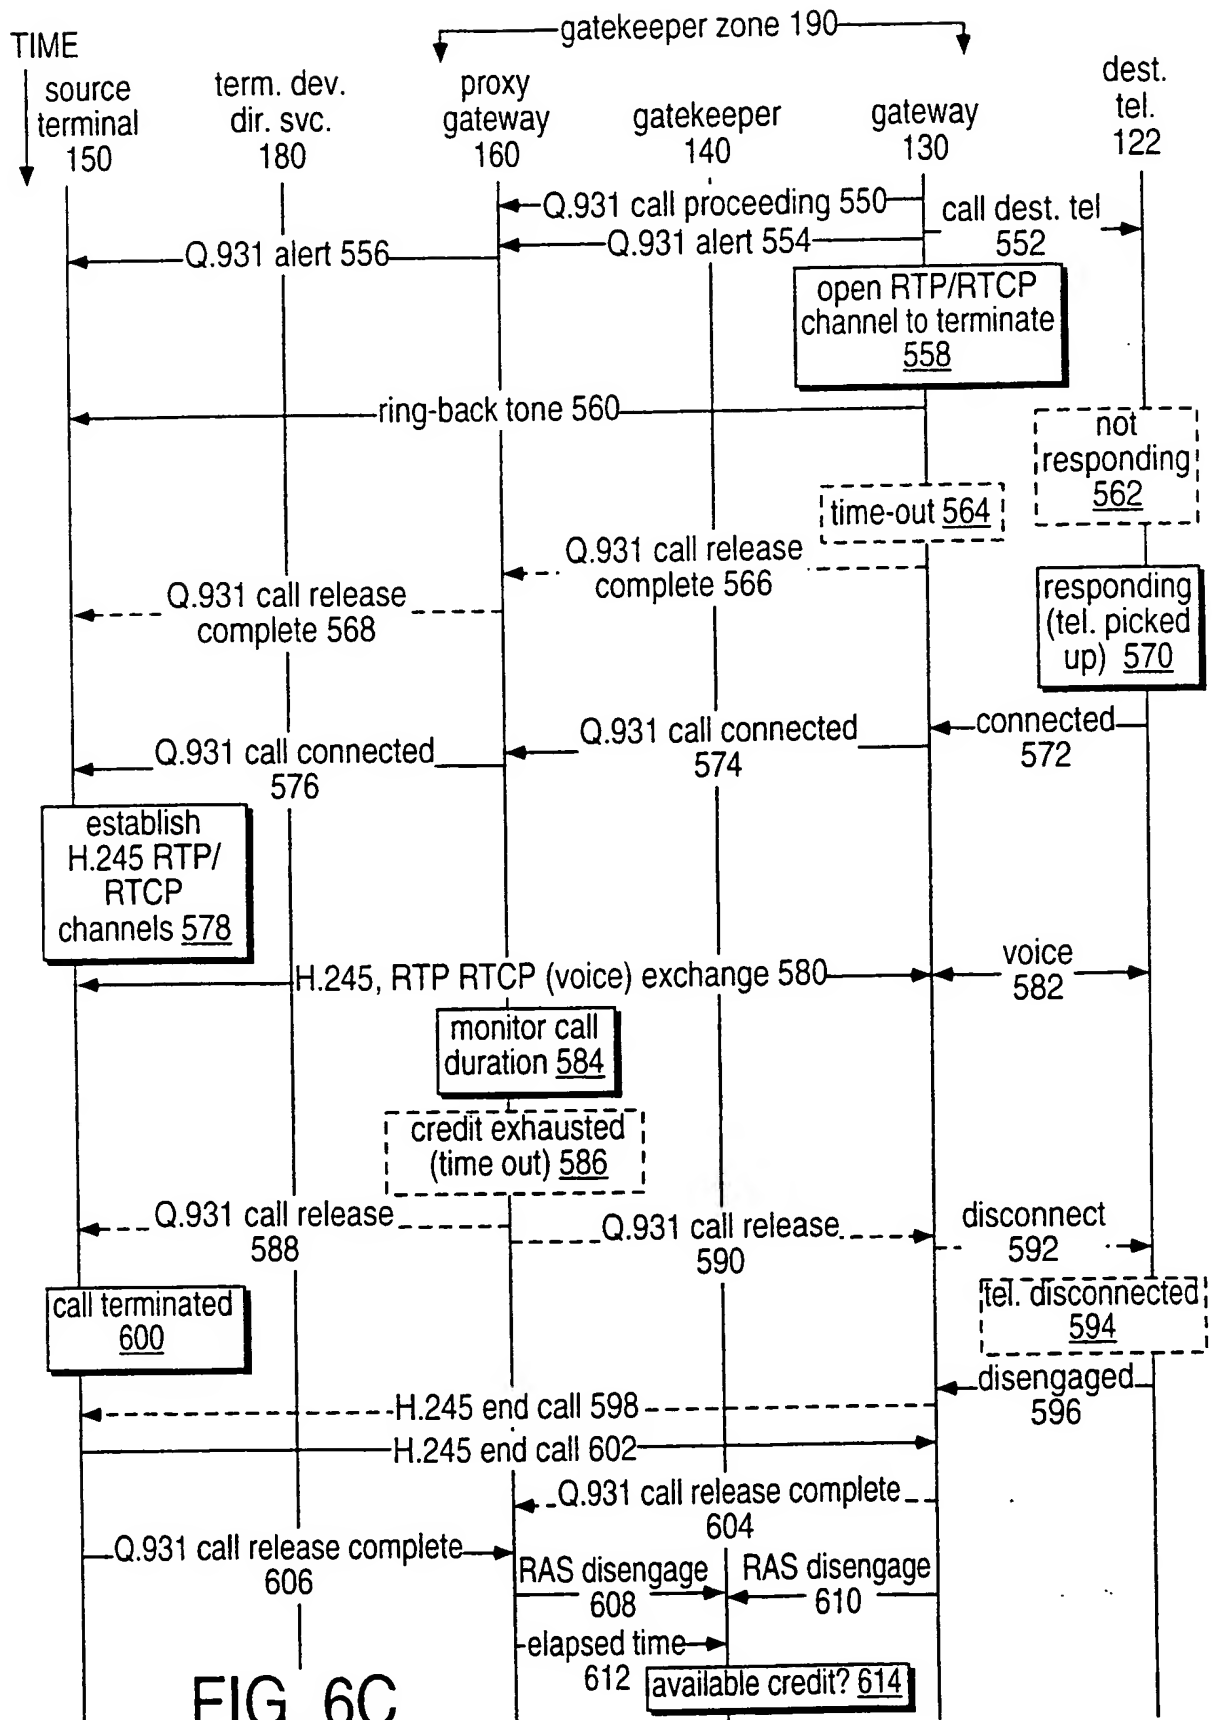 gatekeeper zone 190
TIME
source
terminal
150
term. dev.
dir. svc.
180
proxy
gateway
160
gatekeeper
140
gateway
130
dest.
tel.
122
Q.931 call proceeding 550
call dest. tel
552
Q.931 alert 554
Q.931 alert 556
open RTP/RTCP
channel to terminate
558
ring-back tone 560
not
responding
562
time-out 564
Q.931 call release
complete 566
Q.931 call release
complete 568
responding
(tel. picked
up) 570
connected
572
Q.931 call connected
574
Q.931 call connected
576
establish
H.245 RTP/
RTCP
channels 578
H.245, RTP RTCP (voice) exchange 580
voice
582
monitor call
duration 584
credit exhausted
(time out) 586
Q.931 call release
588
Q.931 call release
590
disconnect
592
call terminated
600
tel. disconnected
594
disengaged
596
H.245 end call 598
H.245 end call 602
Q.931 call release complete
604
Q.931 call release complete
606
RAS disengage
608
RAS disengage
610
elapsed time
612
available credit? 614
FIG 6C